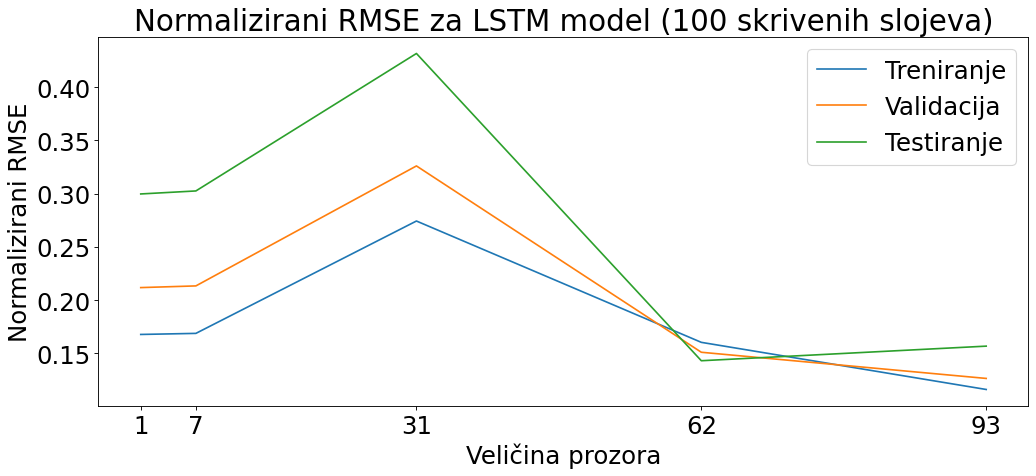 Normalizirani RMSE za LSTM model (100 skrivenih slojeva)
Normalizirani RMSE
0.40
0.35
0.30
0.25
0.20
0.15
Treniranje
Validacija
Testiranje
1 7 31 62 93
Veličina prozora